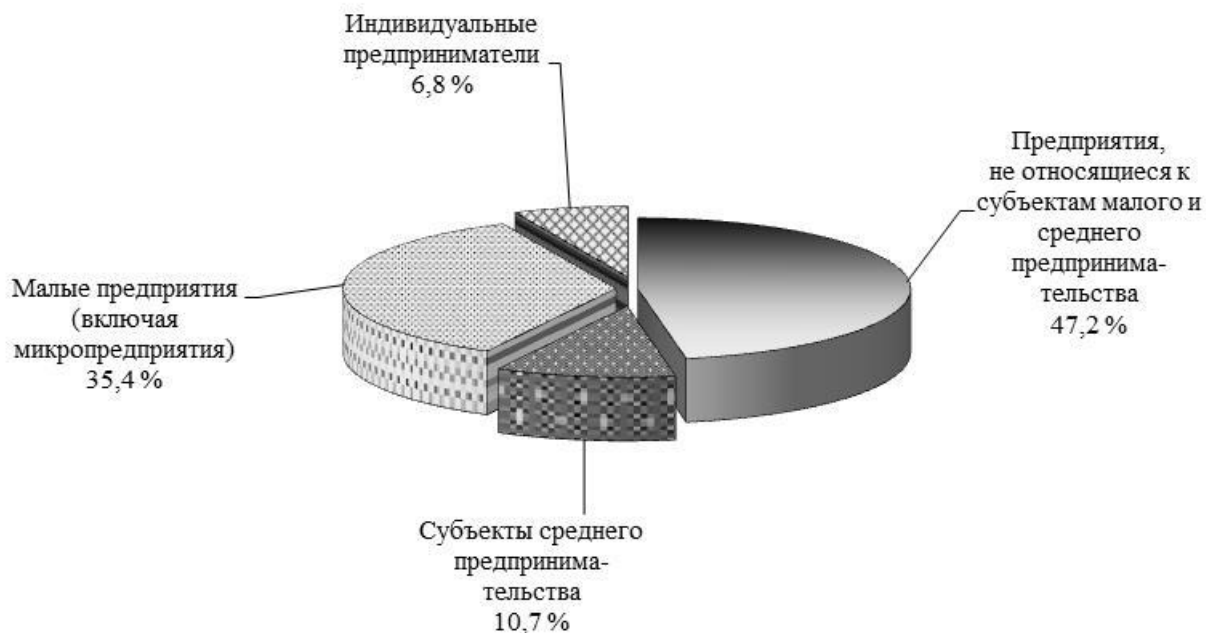 Индивидуальные
предприниматели
6,8 %
Предприятия,
не относящиеся к
субъектам малого и
среднего
предпринима-
тельства
47,2 %
Малые предприятия
(включая
микропредприятия)
35,4 %
Субъекты среднего
предпринима-
тельства
10,7 %